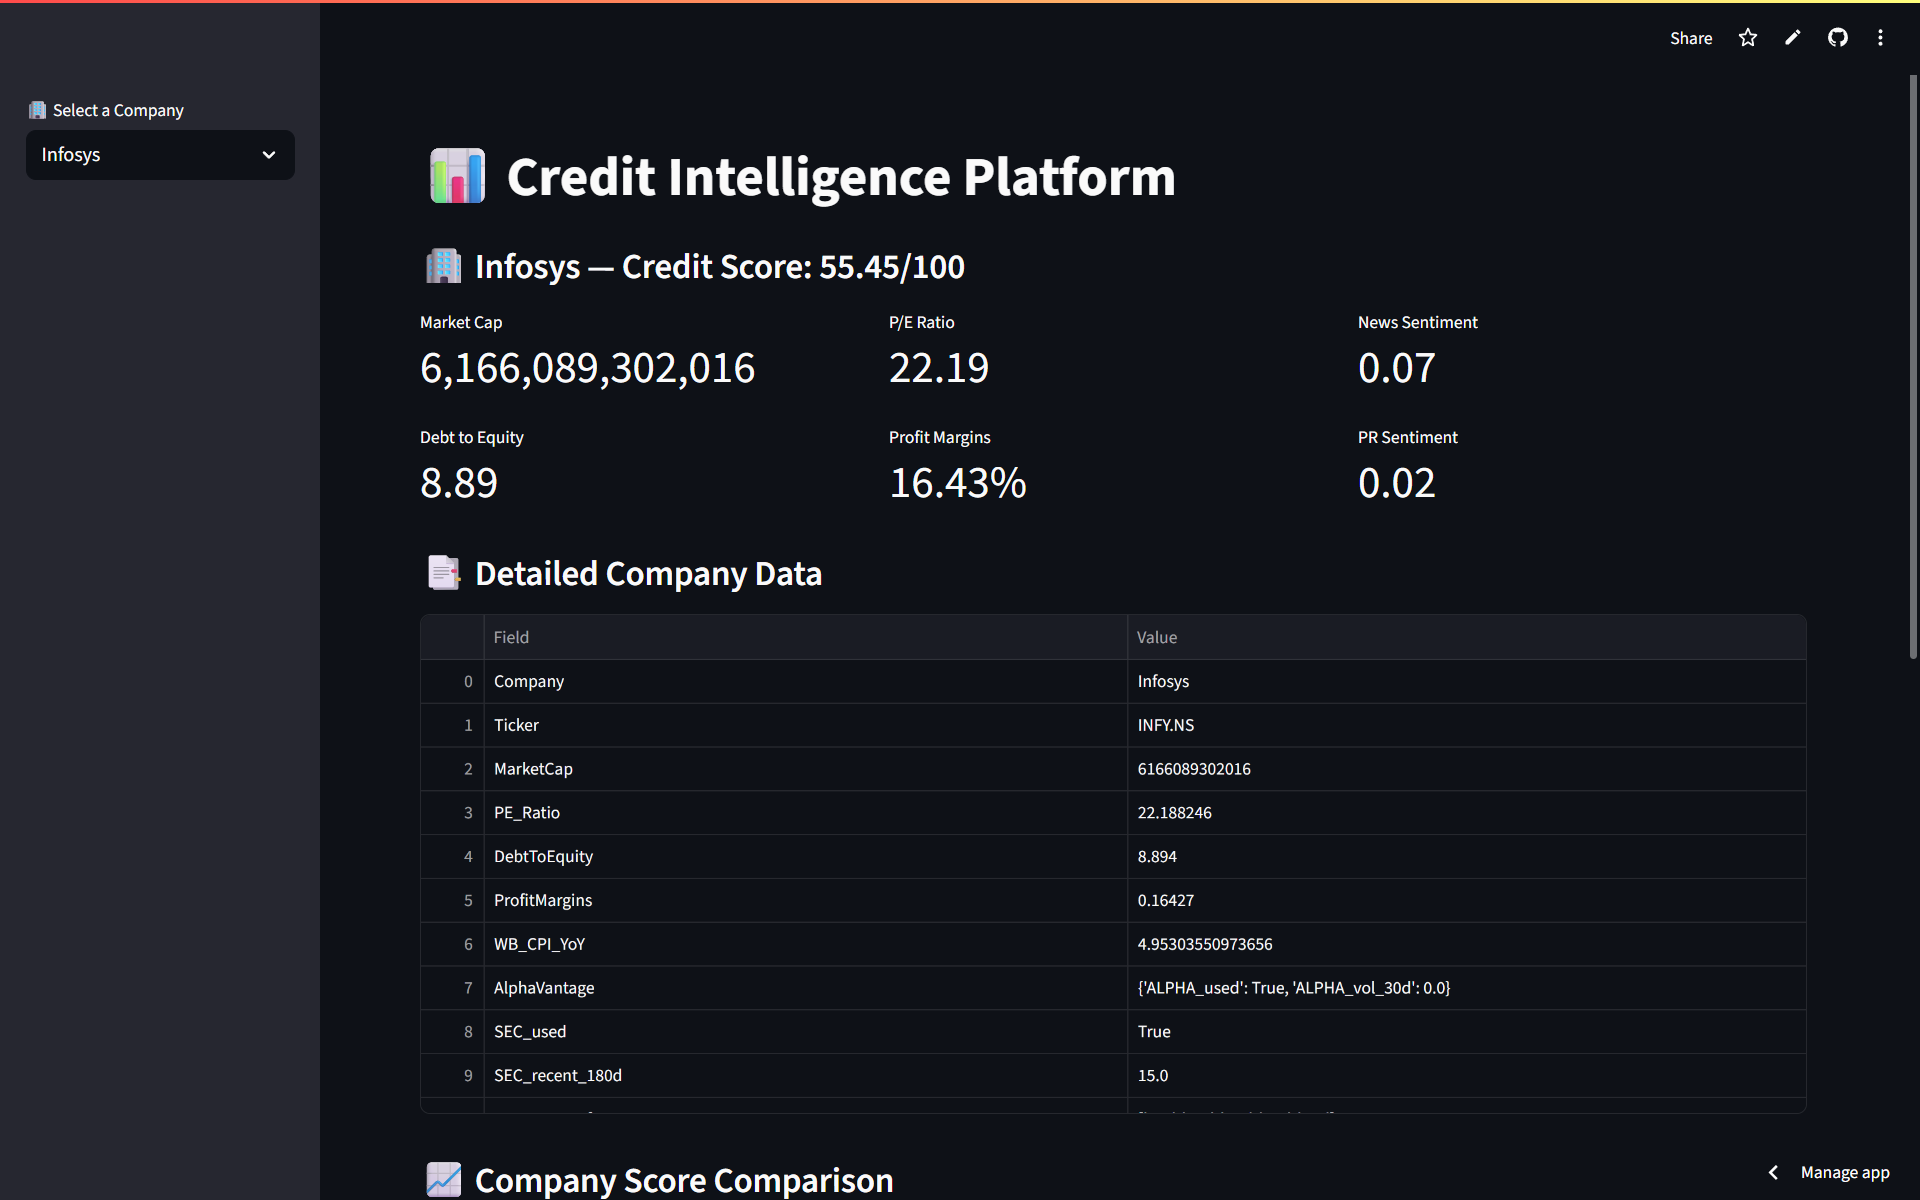 Share
Select a Company
Infosys
Credit Intelligence Platform
Infosys — Credit Score: 55.45/100
Market Cap
6,166,089,302,016
P/E Ratio
22.19
News Sentiment
0.07
Debt to Equity
8.89
Profit Margins
16.43%
PR Sentiment
0.02
Detailed Company Data
Field Value
0 Company Infosys
1 Ticker INFY.NS
2 MarketCap 6166089302016
3 PE_Ratio 22.188246
4 DebtToEquity 8.894
5 ProfitMargins 0.16427
6 WB_CPI_YoY 4.95303550973656
7 AlphaVantage {'ALPHA_used': True, 'ALPHA_vol_30d': 0.0}
8 SEC_used True
9 SEC_recent_180d 15.0
Company Score Comparison
Manage app